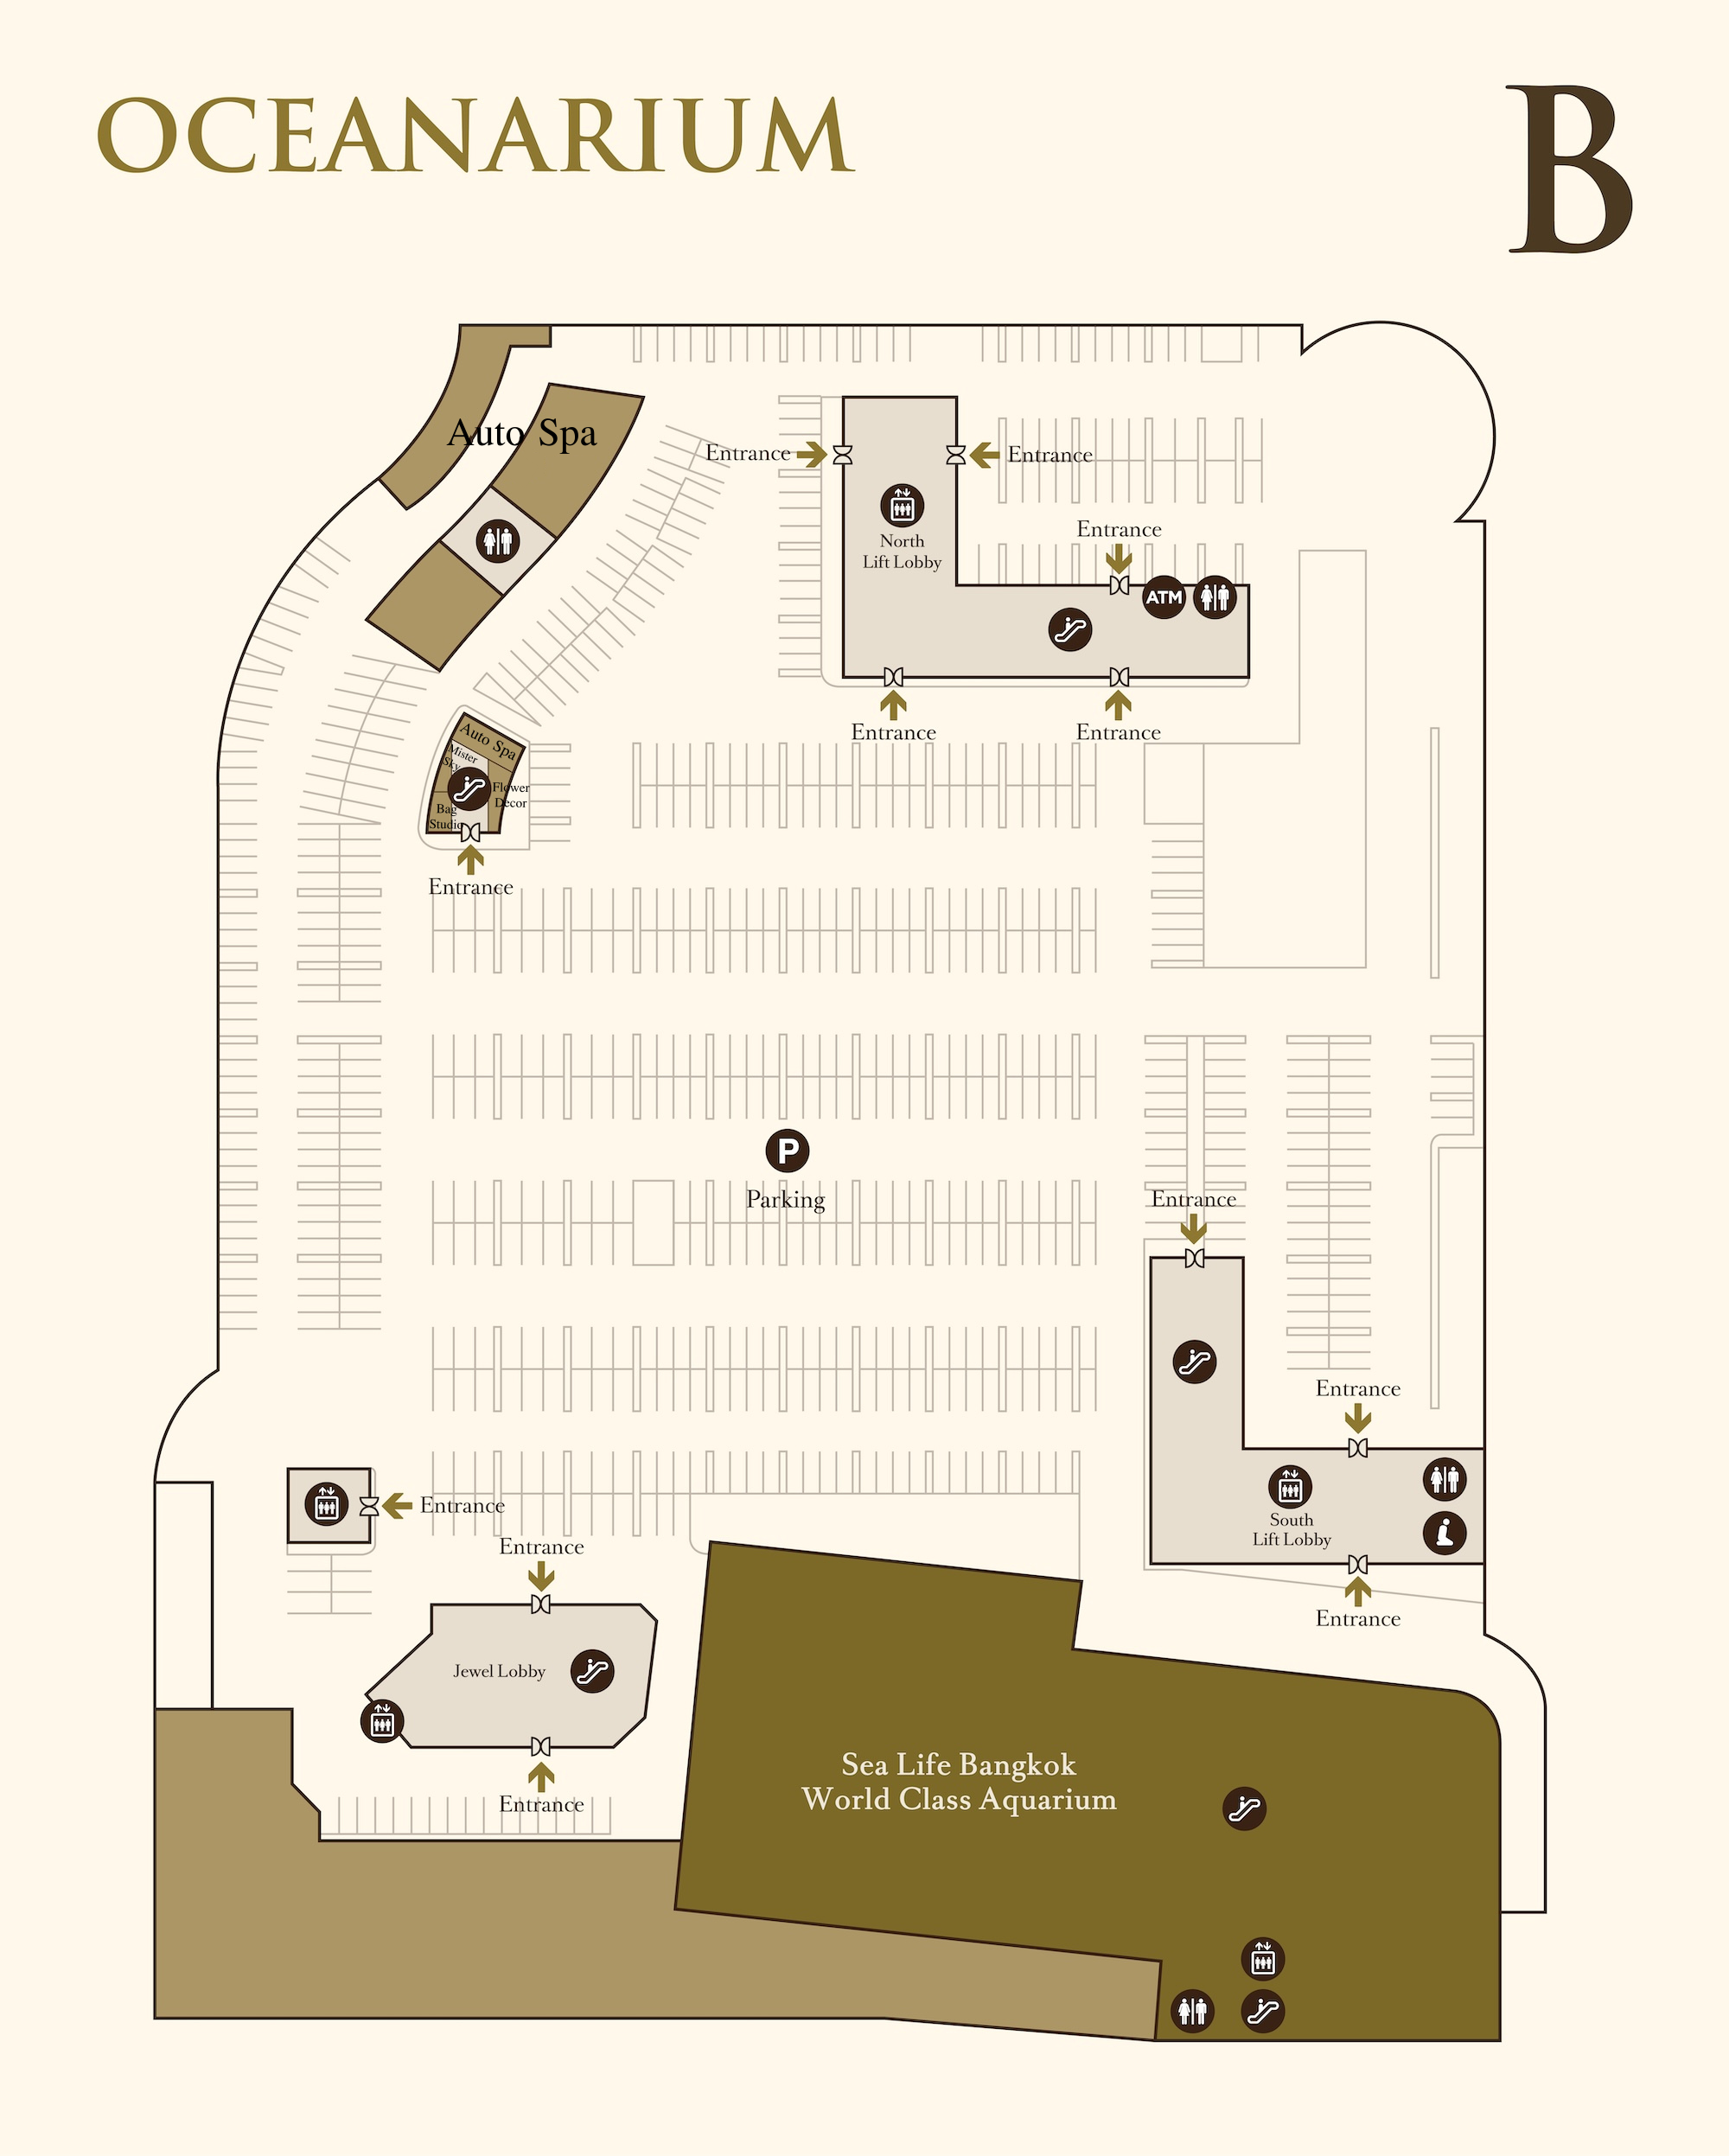 OCEANARIUM
B
Auto Spa
Entrance
Entrance
Entrance
North
Lift Lobby
ATM
Entrance
Entrance
Auto Spa
Mister
Sky
Flower
Decor
Bag
Studio
Entrance
P
Parking
Entrance
Entrance
South
Lift Lobby
Entrance
Entrance
Entrance
Jewel Lobby
Entrance
Sea Life Bangkok
World Class Aquarium